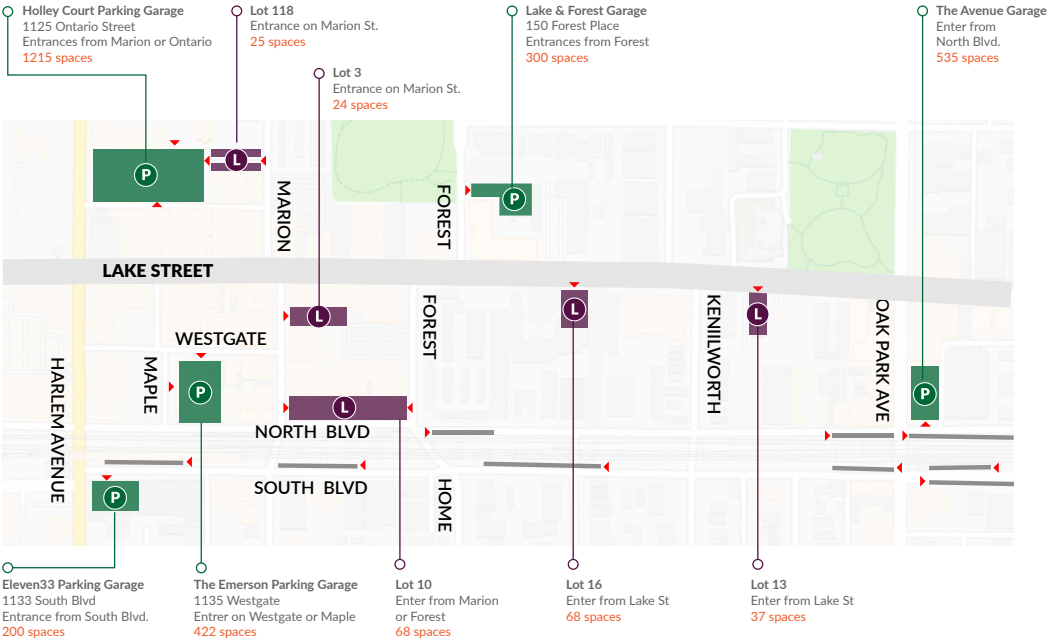 Holley Court Parking Garage
1125 Ontario Street
Entrances from Marion or Ontario
1215 spaces
Lot 118
Entrance on Marion St.
25 spaces
Lot 3
Entrance on Marion St.
24 spaces
Lake & Forest Garage
150 Forest Place
Entrances from Forest
300 spaces
The Avenue Garage
Enter from
North Blvd.
535 spaces
P
L
MARION
FOREST
P
LAKE STREET
L
FOREST
L
KENIILWORTH
L
OAK PARK AVE
WESTGATE
HARLEM AVENUE
MAPLE
P
L
P
NORTH BLVD
SOUTH BLVD
HOME
P
Eleven33 Parking Garage
1133 South Blvd
Entrance from South Blvd.
200 spaces
The Emerson Parking Garage
1135 Westgate
Entrer on Westgate or Maple
422 spaces
Lot 10
Enter from Marion
or Forest
68 spaces
Lot 16
Enter from Lake St
68 spaces
Lot 13
Enter from Lake St
37 spaces